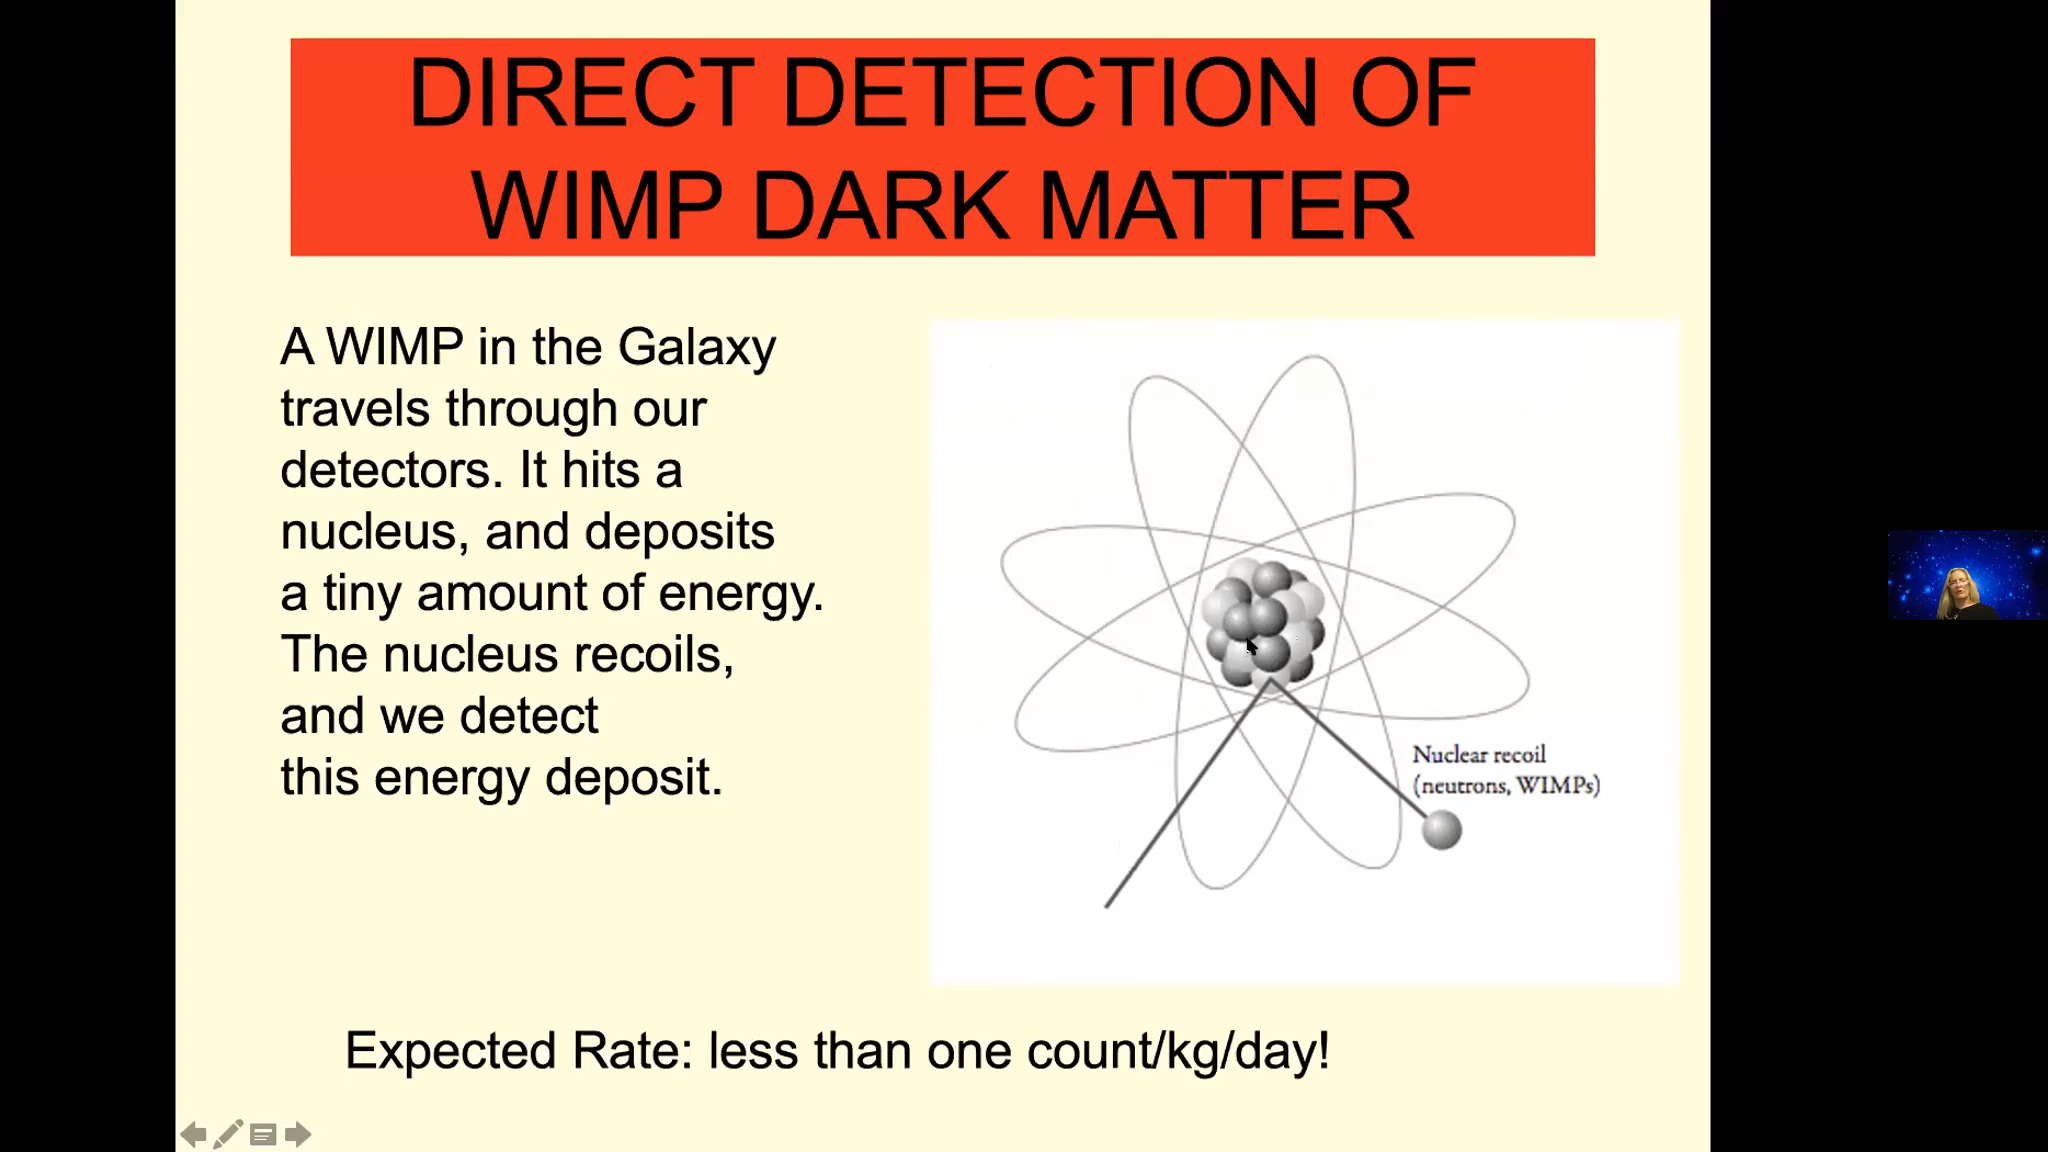 DIRECT DETECTION OF
WIMP DARK MATTER
A WIMP in the Galaxy
travels through our
detectors. It hits a
nucleus, and deposits
a tiny amount of energy.
The nucleus recoils,
and we detect
this energy deposit.
Nuclear recoil
(neutrons, WIMPs)
Expected Rate: less than one count/kg/day!